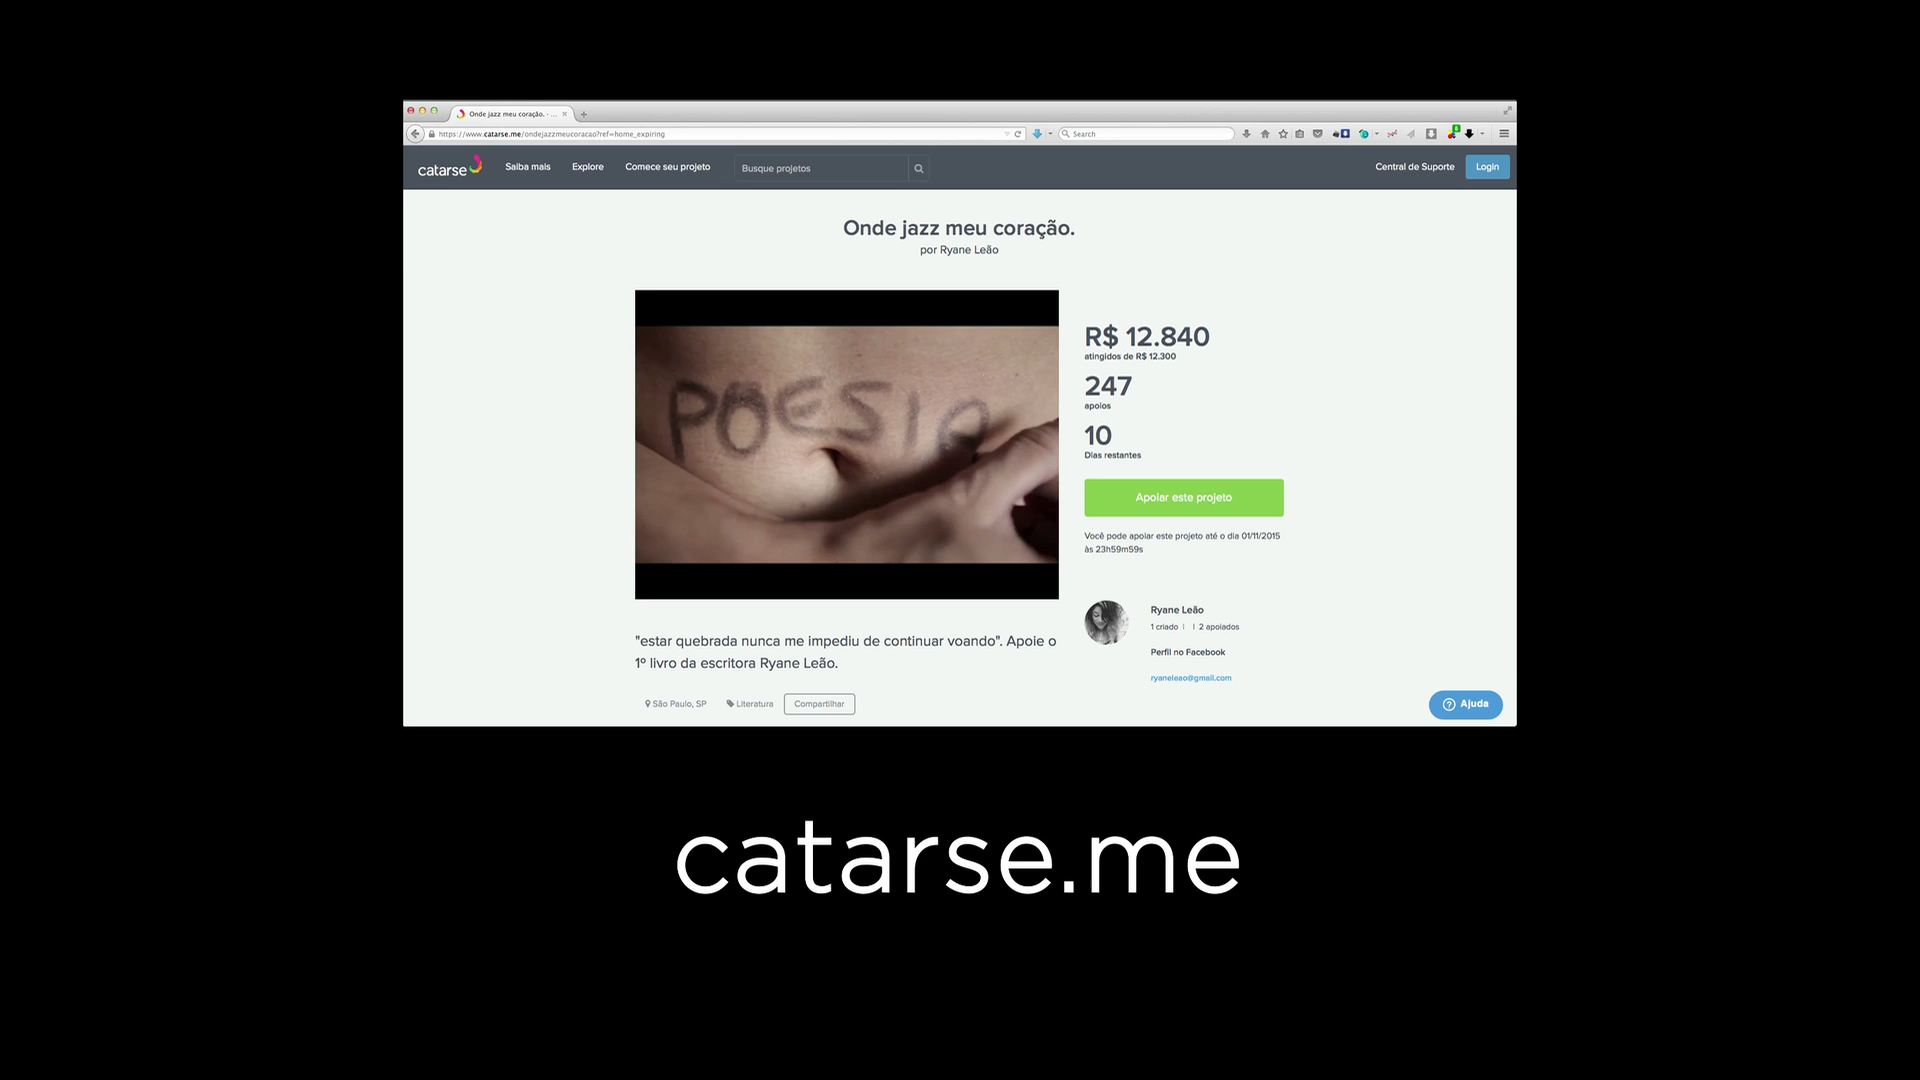 Onde jazz meu coração. - ...
https://www.catarse.me/ondejazzmeucoracao?ref=home_expiring
Search
catarse
Saiba mais
Explore
Comece seu projeto
Busque projetos
Central de Suporte
Login
Onde jazz meu coração.
por Ryane Leão
POESIA
R$ 12.840
atingidos de R$ 12.300
247
apoios
10
Dias restantes
Apoiar este projeto
Você pode apoiar este projeto até o dia 01/11/2015
às 23h59m59s
Ryane Leão
1 criado | | 2 apoiados
Perfil no Facebook
ryaneleao@gmail.com
"estar quebrada nunca me impediu de continuar voando". Apoie o
1º livro da escritora Ryane Leão.
São Paulo, SP
Literatura
Compartilhar
Ajuda
catarse.me